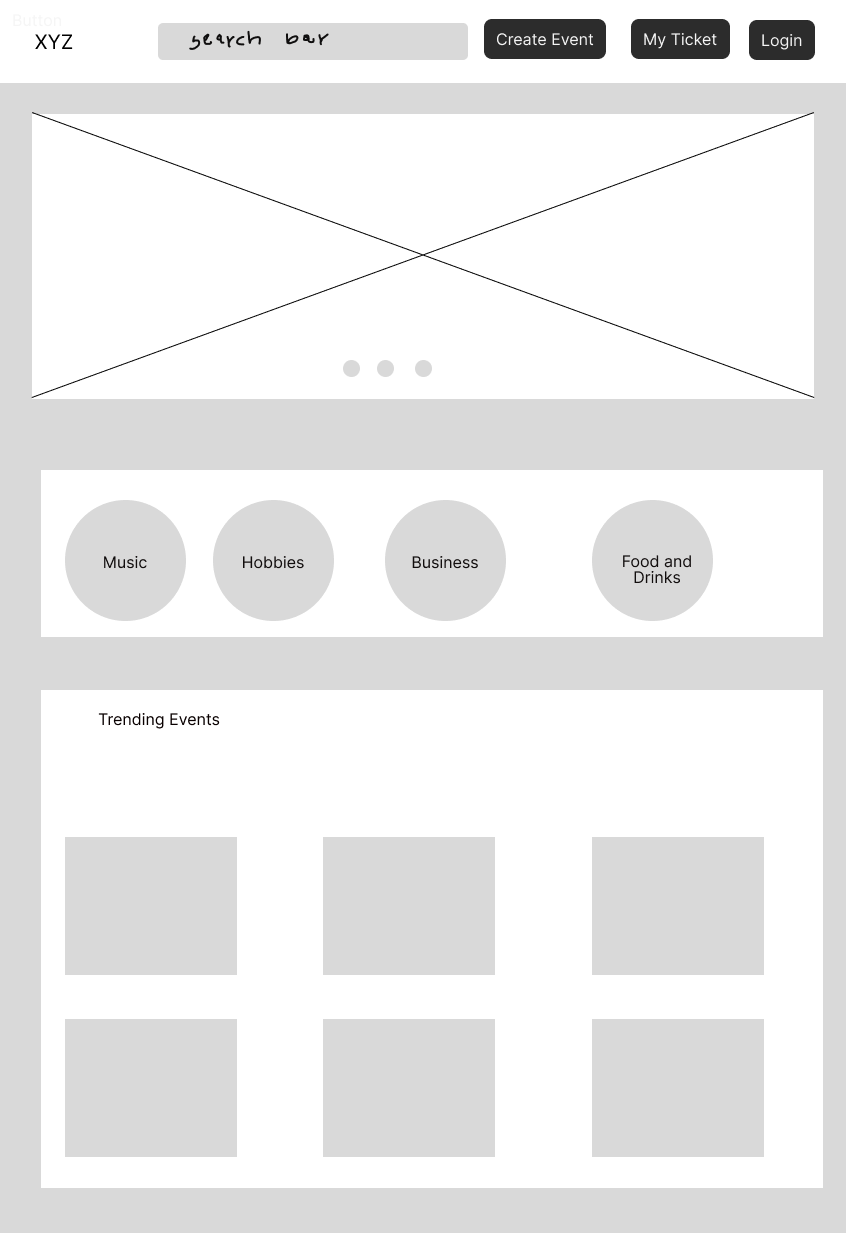 Button
XYZ
search bar
Create Event
My Ticket
Login
Music
Hobbies
Business
Food and
Drinks
Trending Events